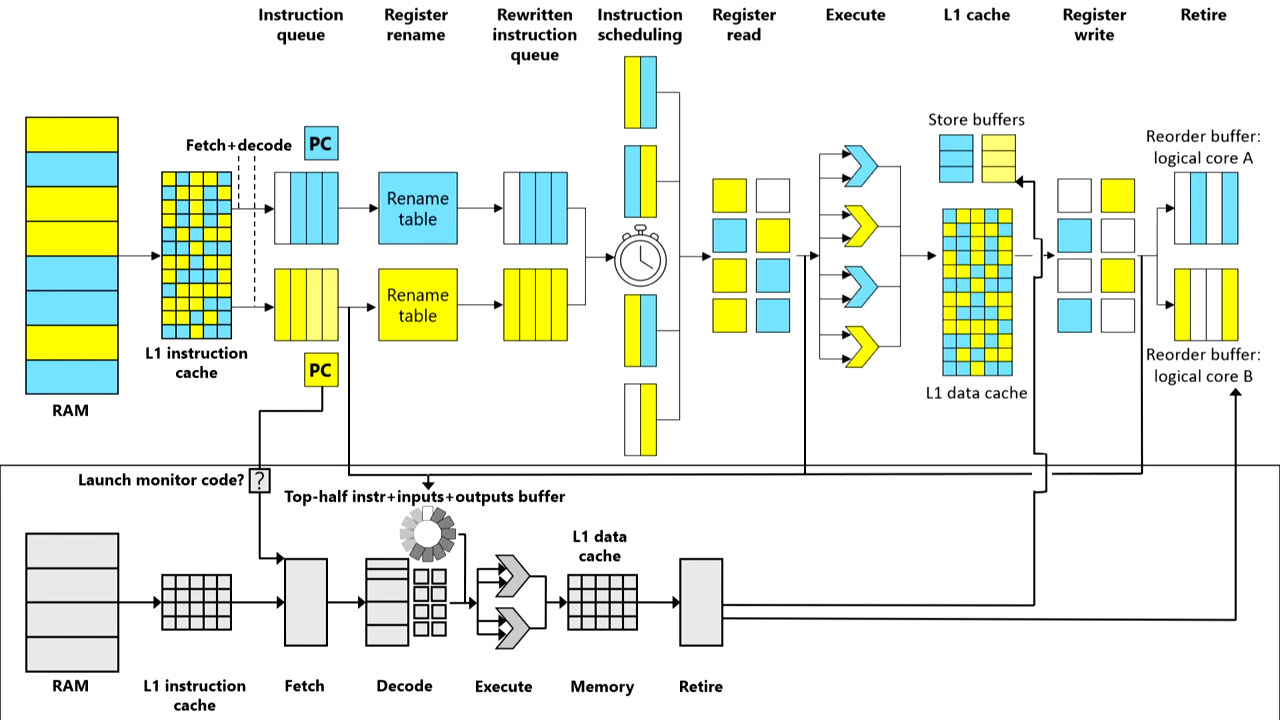 Instruction
queue
Register
rename
Rewritten
instruction
queue
Instruction
scheduling
Register
read
Execute
L1 cache
Register
write
Retire
Fetch+decode
PC
Store buffers
Reorder buffer:
logical core A
Rename
table
Rename
table
L1 instruction
cache
PC
RAM
L1 data cache
Reorder buffer:
logical core B
Launch monitor code?
?
Top-half instr+inputs+outputs buffer
L1 data
cache
RAM
L1 instruction
cache
Fetch
Decode
Execute
Memory
Retire